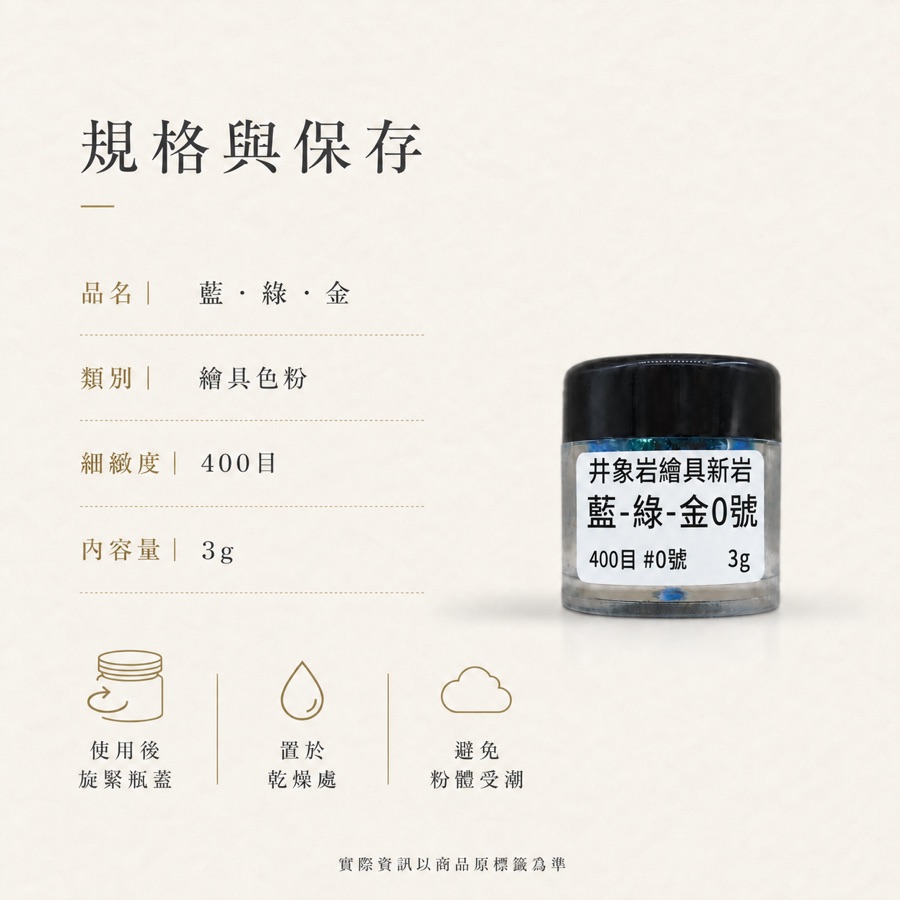 規格與保存
品名｜ 藍・綠・金
類別｜ 繪具色粉
細緻度｜ 400目
內容量｜ 3g
井象岩繪具新岩
藍-綠-金0號
400目 #0號 3g
使用後
旋緊瓶蓋
置於
乾燥處
避免
粉體受潮
實際資訊以商品原標籤為準